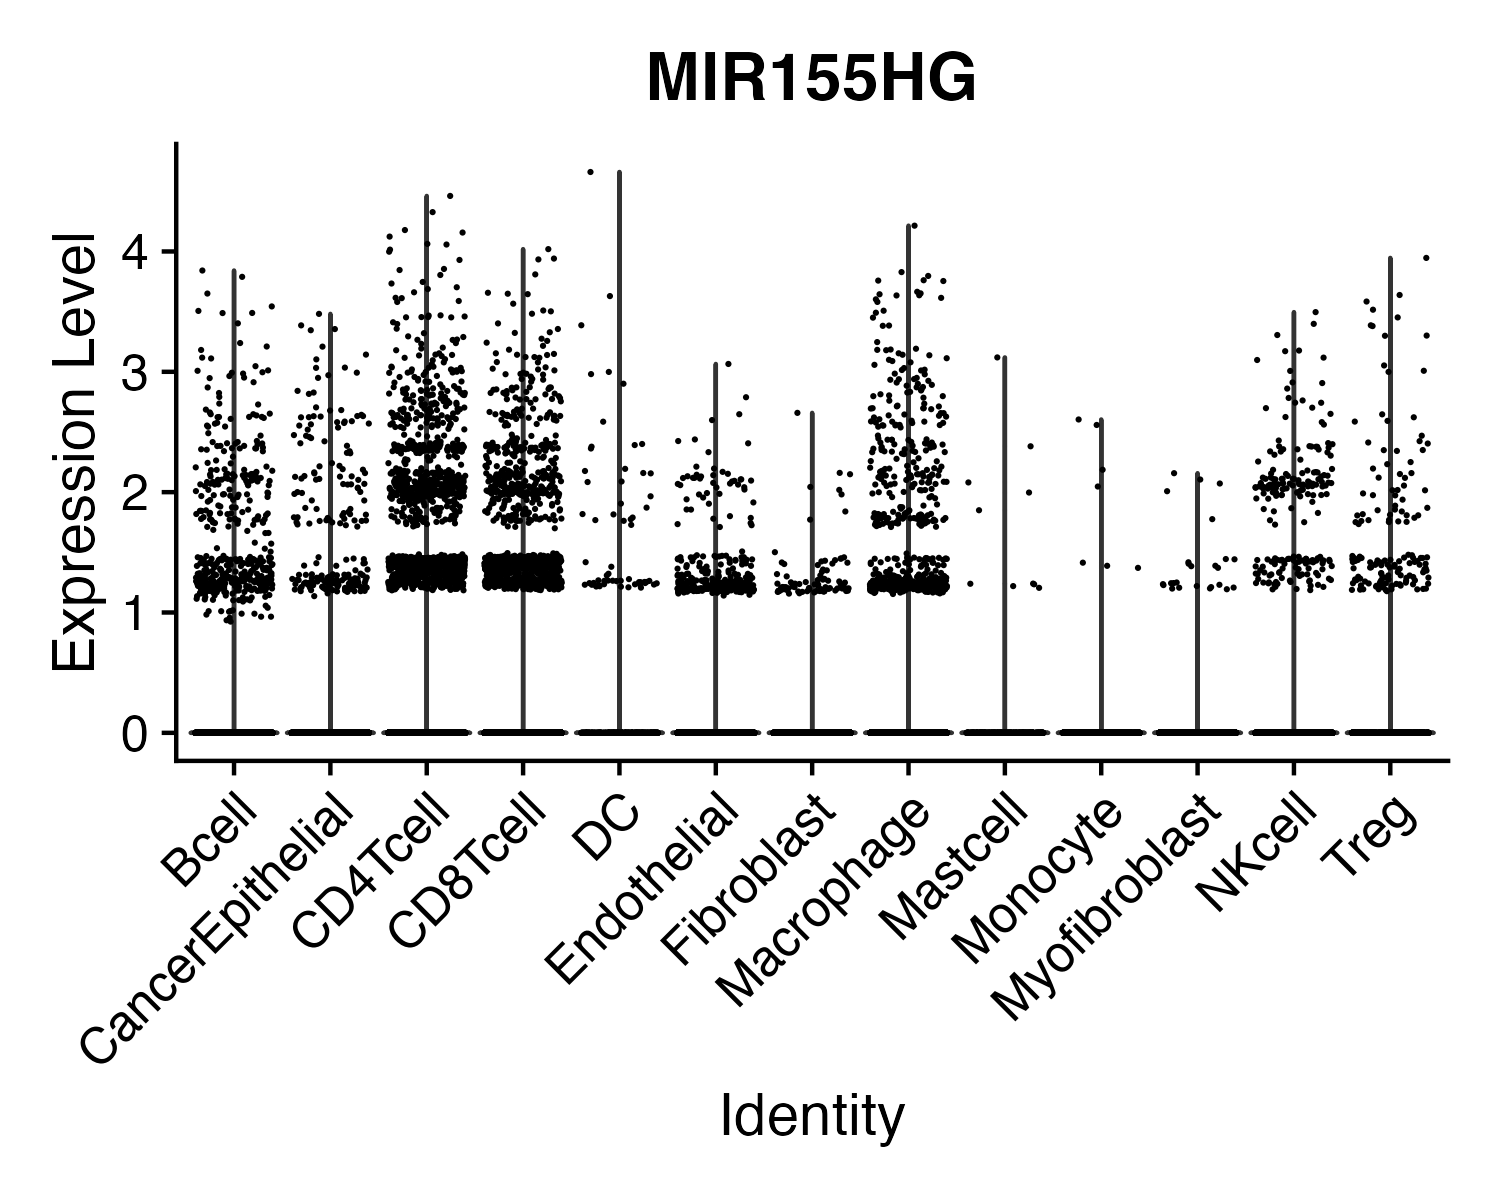 MIR155HG
Expression Level
4
3
2
1
0
Bcell
CancerEpithelial
CD4Tcell
CD8Tcell
DC
Endothelial
Fibroblast
Macrophage
Mastcell
Monocyte
Myofibroblast
NKcell
Treg
Identity